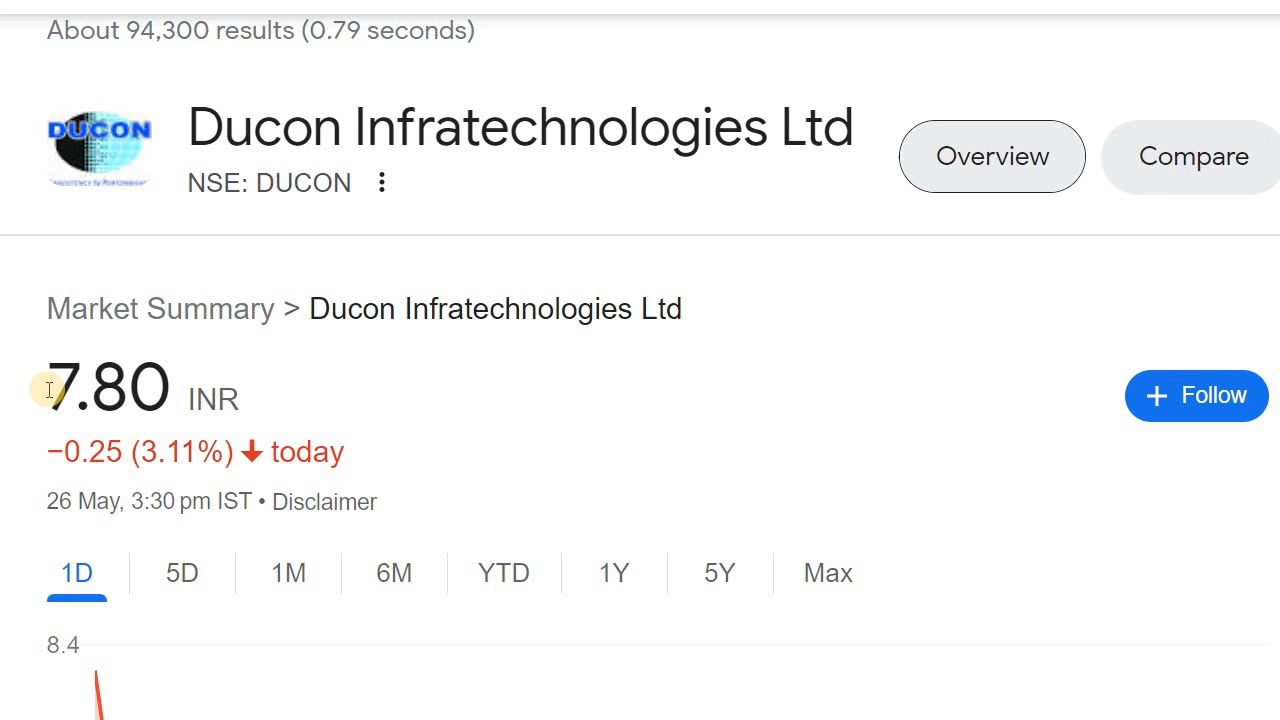 About 94,300 results (0.79 seconds)
DUCON
Ducon Infratechnologies Ltd
NSE: DUCON
Overview
Compare
Market Summary > Ducon Infratechnologies Ltd
7.80 INR
+ Follow
−0.25 (3.11%) ↓ today
26 May, 3:30 pm IST • Disclaimer
1D 5D 1M 6M YTD 1Y 5Y Max
8.4